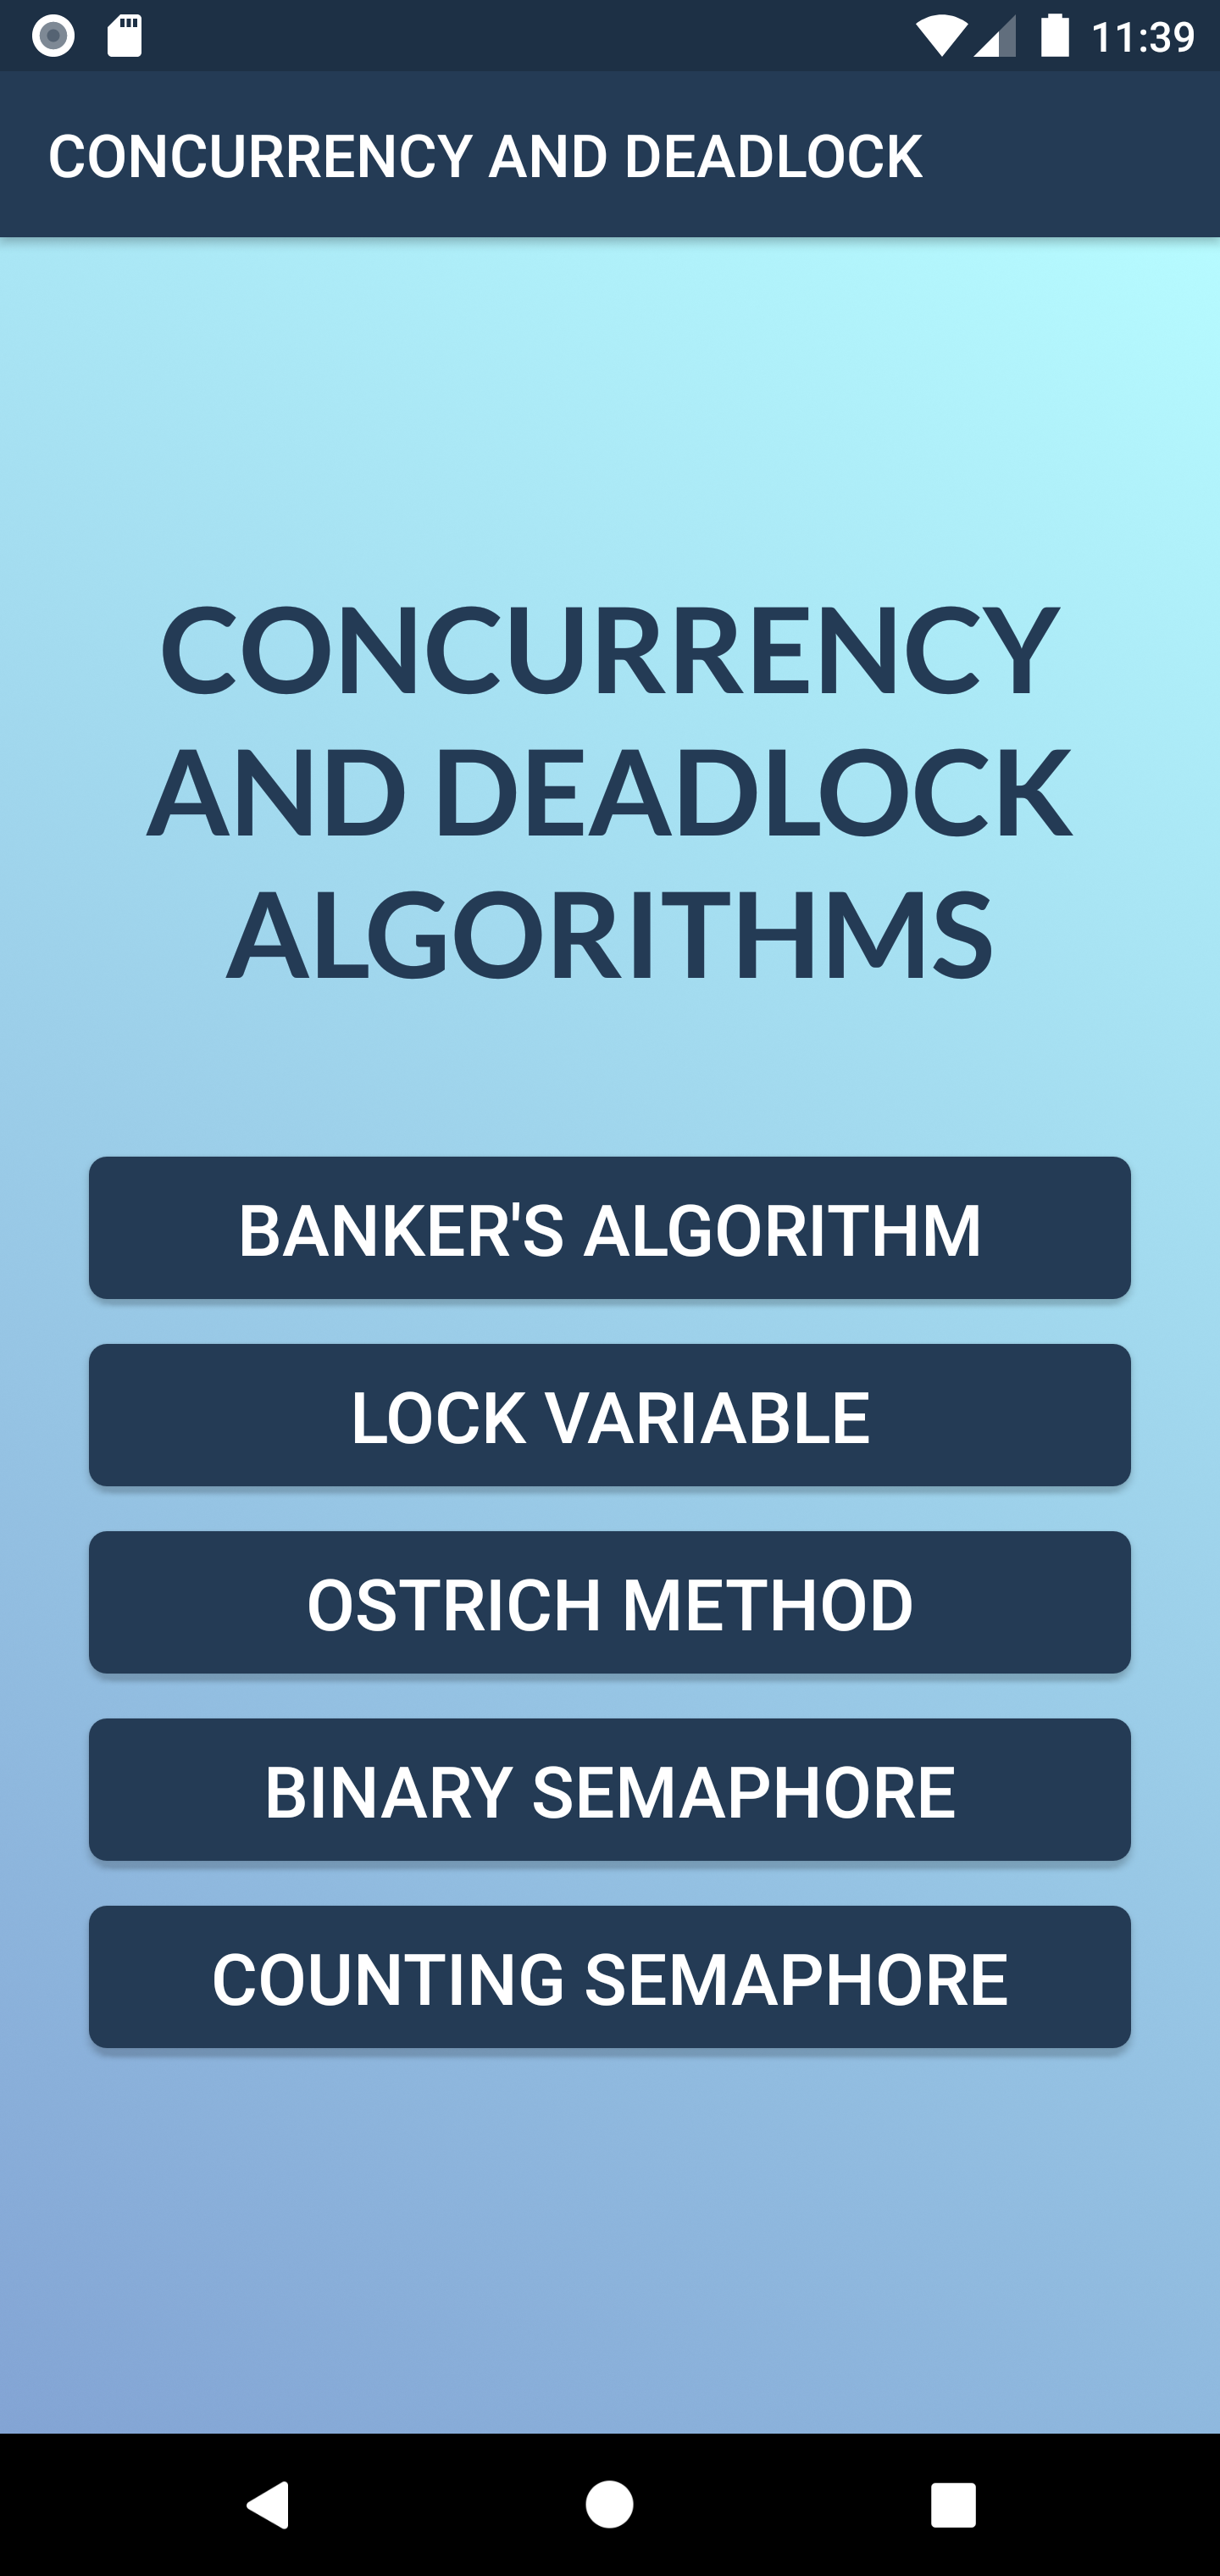 11:39
CONCURRENCY AND DEADLOCK
CONCURRENCY
AND DEADLOCK
ALGORITHMS
BANKER'S ALGORITHM
LOCK VARIABLE
OSTRICH METHOD
BINARY SEMAPHORE
COUNTING SEMAPHORE